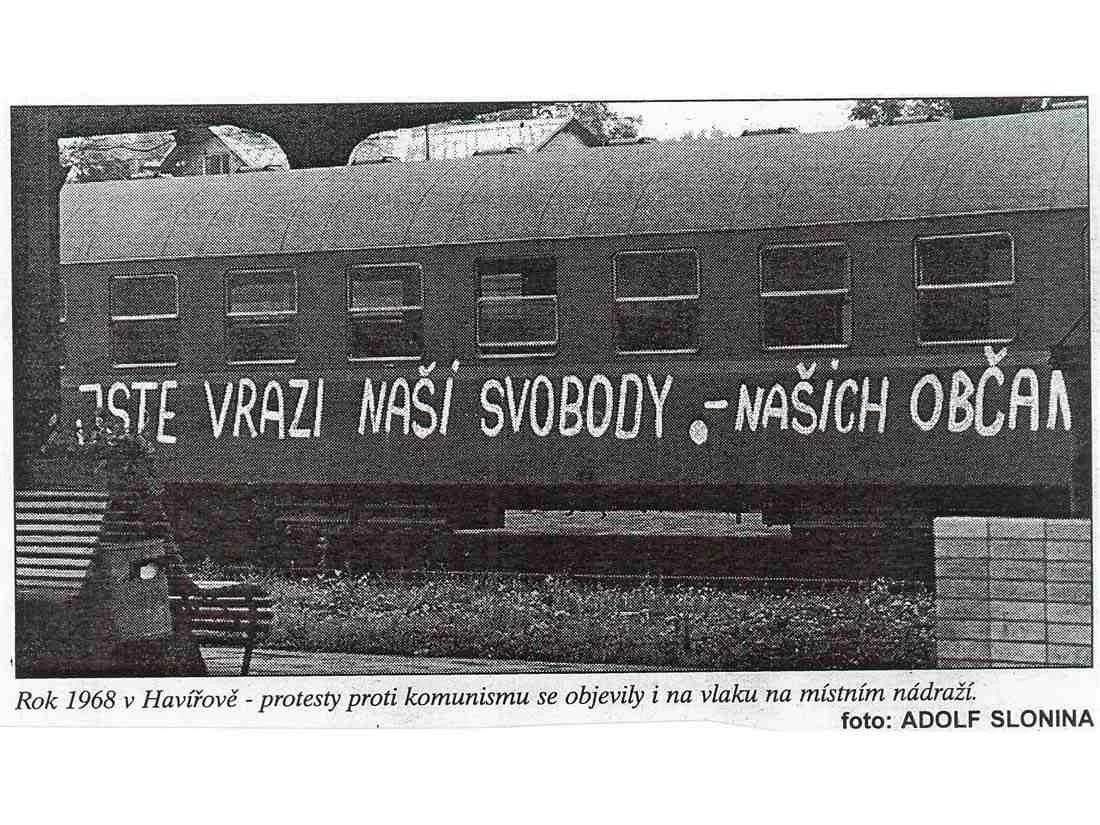 JSTE VRAZI NAŠÍ SVOBODY. - NAŠICH OBČAN
Rok 1968 v Havířově - protesty proti komunismu se objevily i na vlaku na místním nádraží.
foto: ADOLF SLONINA